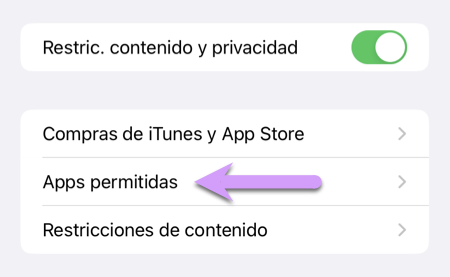 Restric. contenido y privacidad
Compras de iTunes y App Store
Apps permitidas
Restricciones de contenido